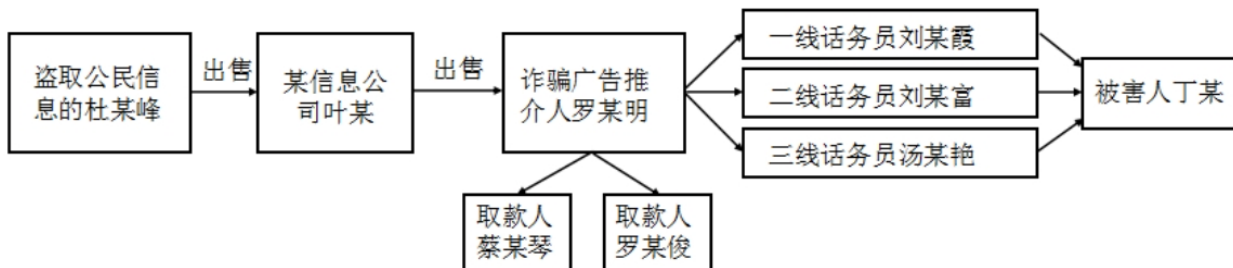 盗取公民信
息的杜某峰
出售
某信息公
司叶某
出售
诈骗广告推
介人罗某明
一线话务员刘某霞
二线话务员刘某富
三线话务员汤某艳
被害人丁某
取款人
蔡某琴
取款人
罗某俊